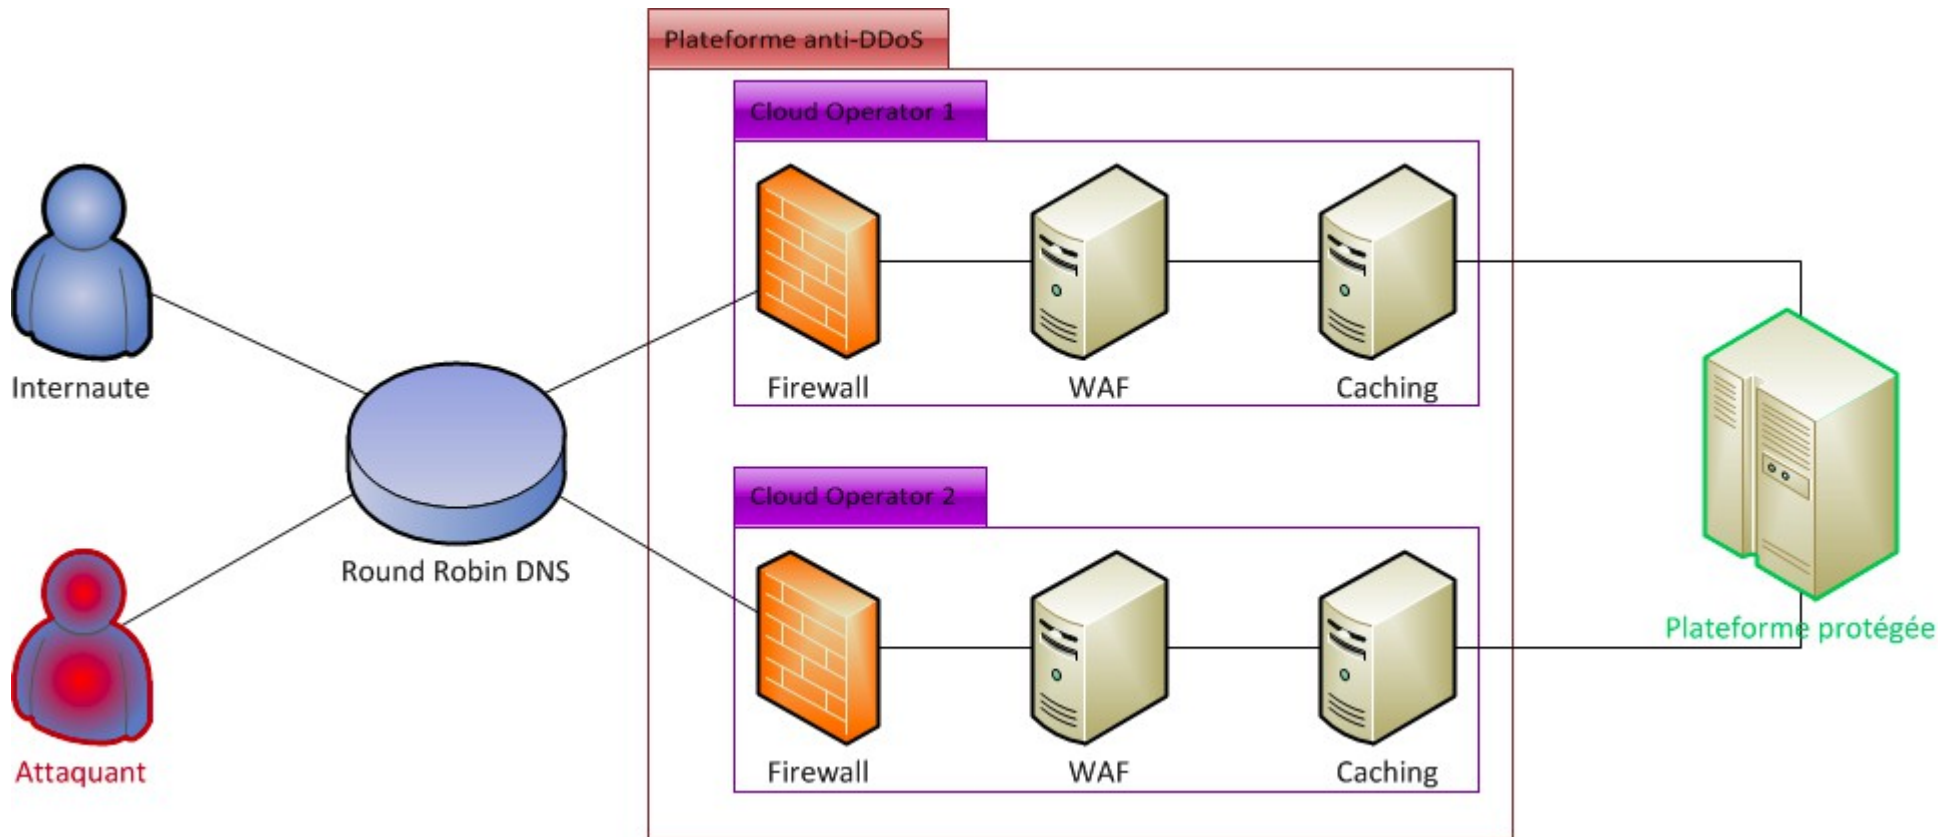 Plateforme anti-DDoS
Cloud Operator 1
Firewall
WAF
Caching
Internaute
Round Robin DNS
Cloud Operator 2
Firewall
WAF
Caching
Attaquant
Plateforme protégée